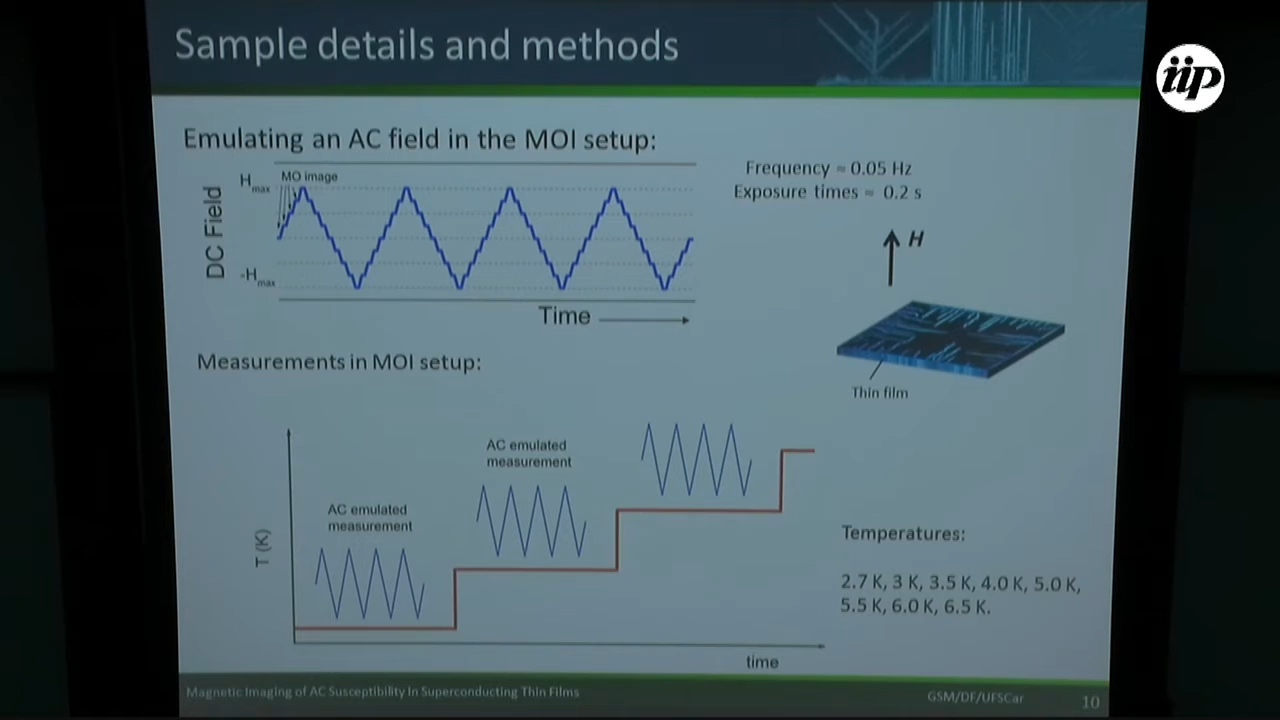 Sample details and methods
iip
Emulating an AC field in the MOI setup:
Frequency ≈ 0.05 Hz
Exposure times ≈ 0.2 s
DC Field
Hmax
MO image
-Hmax
Time
H
Thin film
Measurements in MOI setup:
T (K)
AC emulated
measurement
AC emulated
measurement
time
Temperatures:
2.7 K, 3 K, 3.5 K, 4.0 K, 5.0 K,
5.5 K, 6.0 K, 6.5 K.
Magnetic Imaging of AC Susceptibility In Superconducting Thin Films
GSM/DF/UFSCar
10